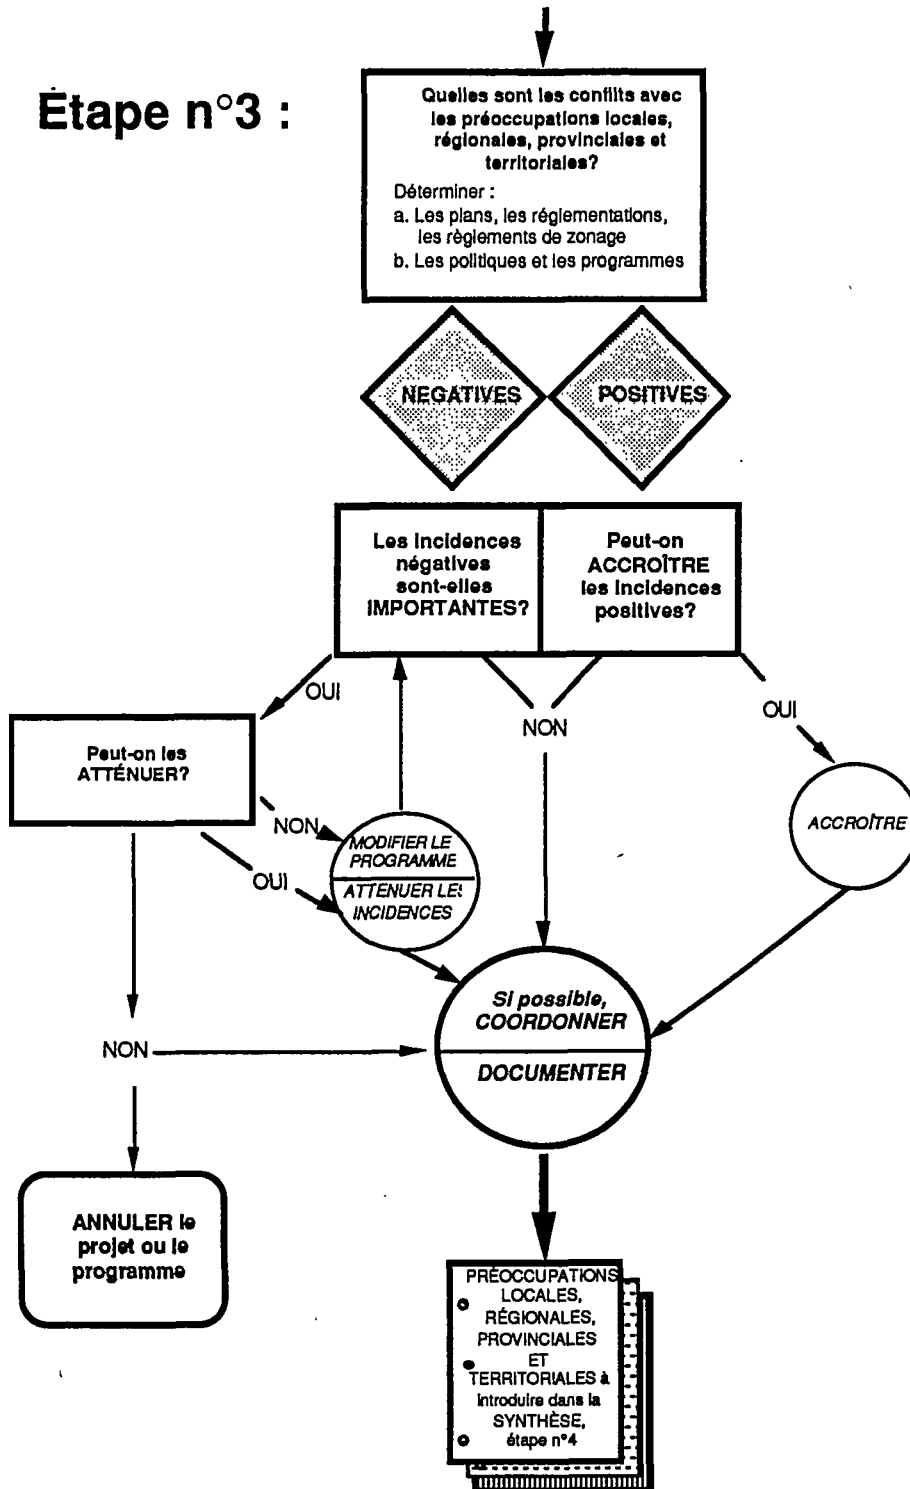 Étape n°3 :
Quelles sont les conflits avec
les préoccupations locales,
régionales, provinciales et
territoriales?
Déterminer :
a. Les plans, les réglementations,
les règlements de zonage
b. Les politiques et les programmes
NEGATIVES
POSITIVES
Les incidences
négatives
sont-elles
IMPORTANTES?
Peut-on
ACCROÎTRE
les incidences
positives?
OUI
NON
OUI
Peut-on les
ATTÉNUER?
NON
OUI
MODIFIER LE
PROGRAMME
ATTENUER LES
INCIDENCES
ACCROÎTRE
Si possible,
COORDONNER
DOCUMENTER
NON
ANNULER le
projet ou le
programme
PRÉOCCUPATIONS
LOCALES,
RÉGIONALES,
PROVINCIALES
ET
TERRITORIALES à
introduire dans la
SYNTHÈSE,
étape n°4